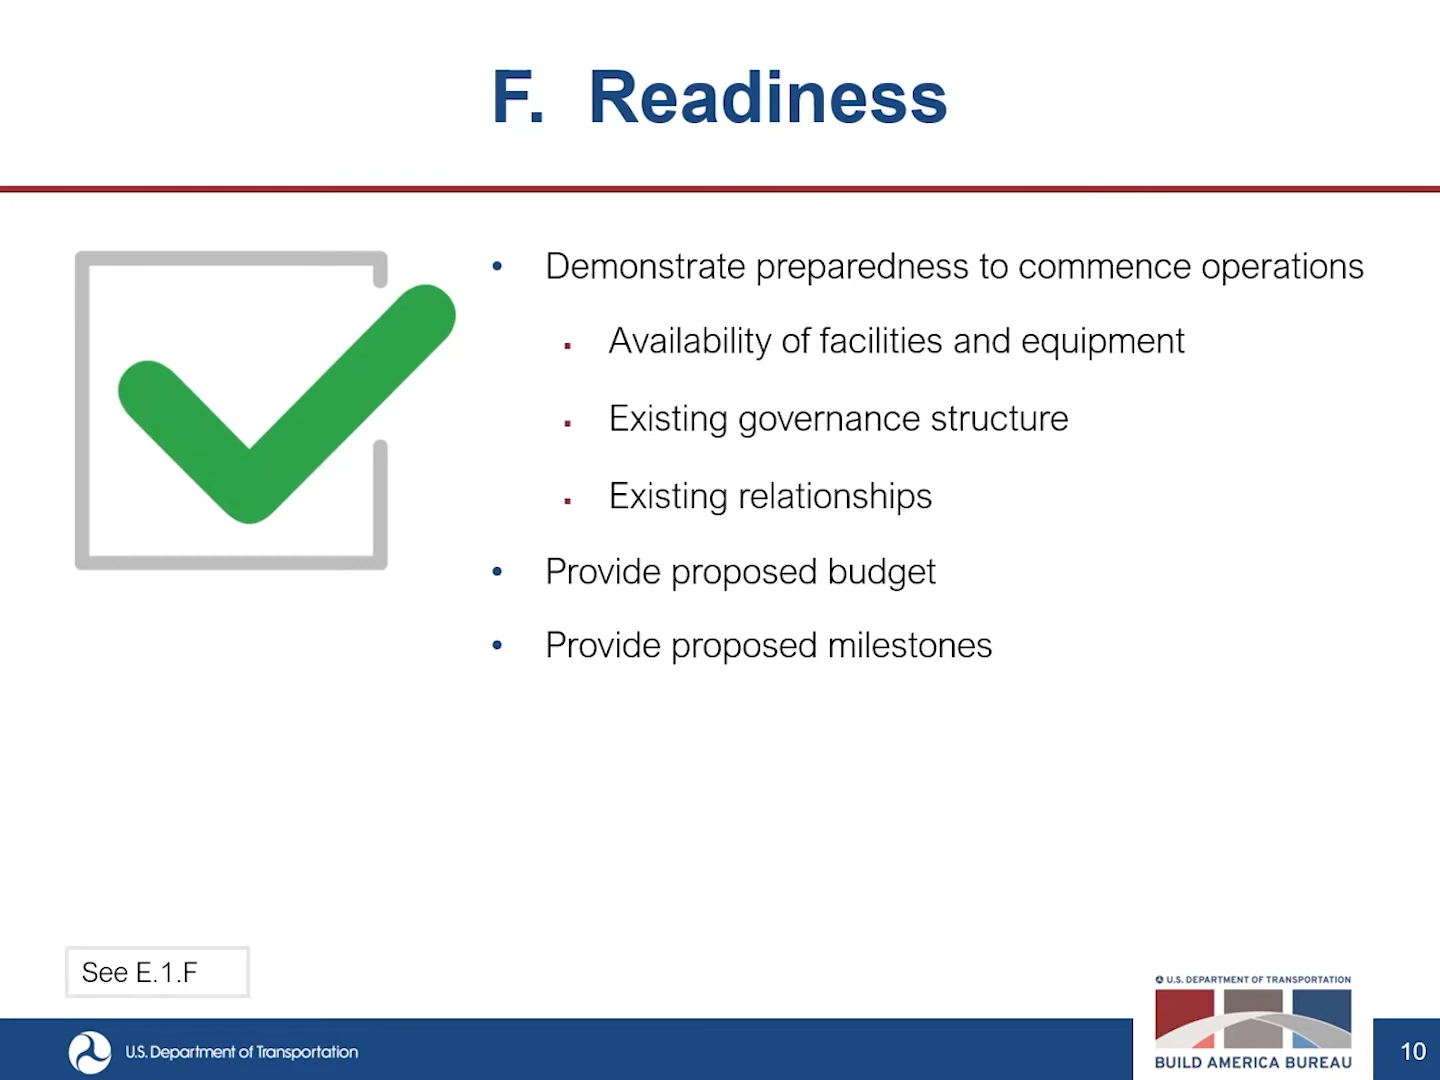 F. Readiness
• Demonstrate preparedness to commence operations
▪ Availability of facilities and equipment
▪ Existing governance structure
▪ Existing relationships
• Provide proposed budget
• Provide proposed milestones
See E.1.F
U.S. DEPARTMENT OF TRANSPORTATION
BUILD AMERICA BUREAU
U.S. Department of Transportation
10